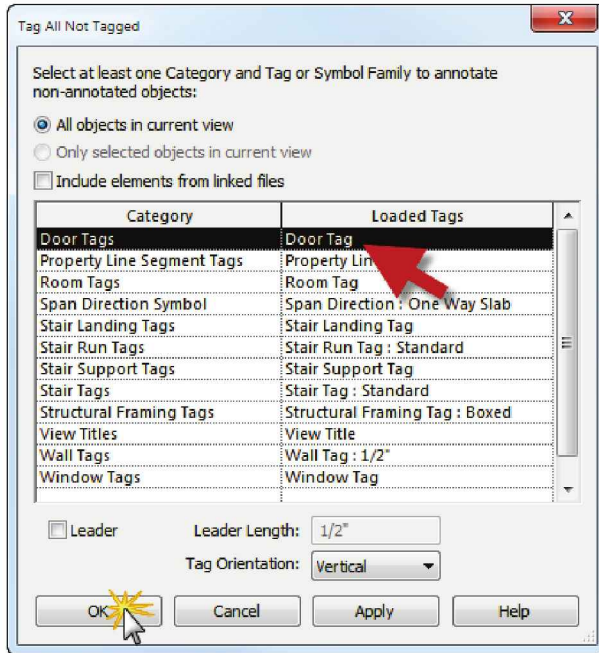 Tag All Not Tagged
Select at least one Category and Tag or Symbol Family to annotate
non-annotated objects:
All objects in current view
Only selected objects in current view
Include elements from linked files
Category Loaded Tags
Door Tags Door Tag
Property Line Segment Tags Property Lin
Room Tags Room Tag
Span Direction Symbol Span Direction : One Way Slab
Stair Landing Tags Stair Landing Tag
Stair Run Tags Stair Run Tag : Standard
Stair Support Tags Stair Support Tag
Stair Tags Stair Tag : Standard
Structural Framing Tags Structural Framing Tag : Boxed
View Titles View Title
Wall Tags Wall Tag : 1/2"
Window Tags Window Tag
Leader Leader Length: 1/2"
Tag Orientation: Vertical
OK Cancel Apply Help